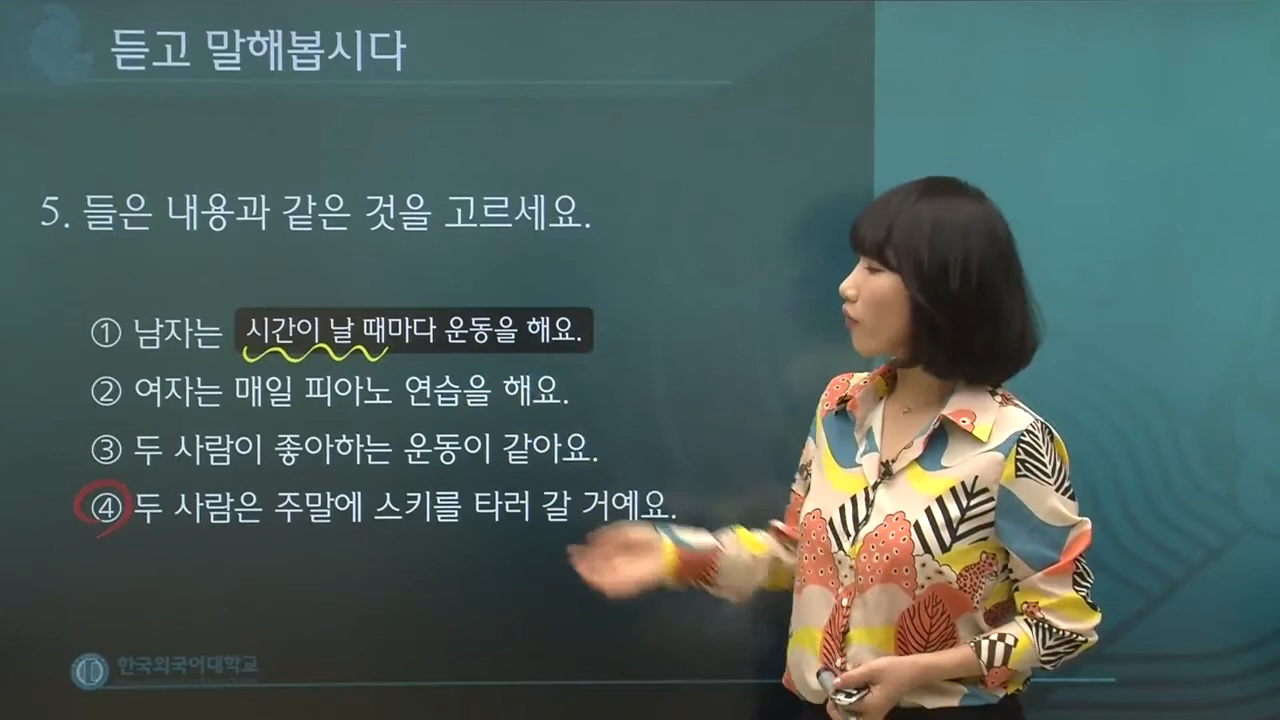 듣고 말해봅시다
5. 들은 내용과 같은 것을 고르세요.
① 남자는 시간이 날 때마다 운동을 해요.
② 여자는 매일 피아노 연습을 해요.
③ 두 사람이 좋아하는 운동이 같아요.
④ 두 사람은 주말에 스키를 타러 갈 거예요.
한국외국어대학교